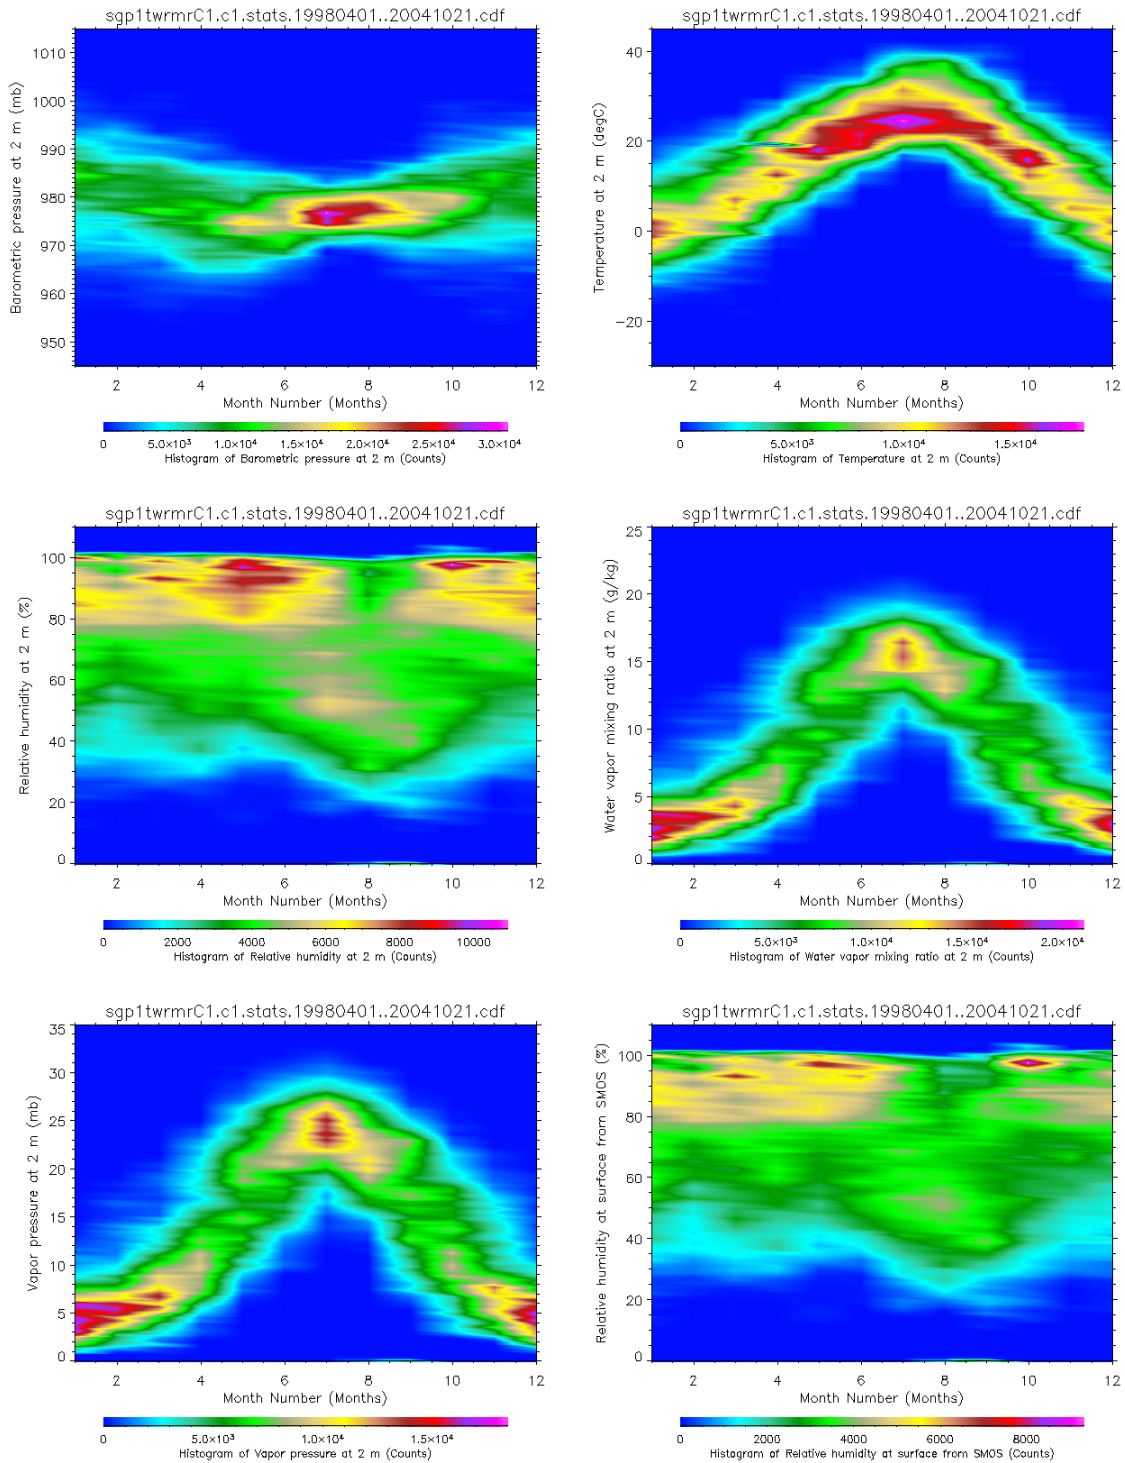 sgp1twrmrC1.c1.stats.19980401..20041021.cdf
Barometric pressure at 2 m (mb)
1010
1000
990
980
970
960
950
2 4 6 8 10 12
Month Number (Months)
0 5.0×10³ 1.0×10⁴ 1.5×10⁴ 2.0×10⁴ 2.5×10⁴ 3.0×10⁴
Histogram of Barometric pressure at 2 m (Counts)
sgp1twrmrC1.c1.stats.19980401..20041021.cdf
Temperature at 2 m (degC)
40
20
0
−20
2 4 6 8 10 12
Month Number (Months)
0 5.0×10³ 1.0×10⁴ 1.5×10⁴
Histogram of Temperature at 2 m (Counts)
sgp1twrmrC1.c1.stats.19980401..20041021.cdf
Relative humidity at 2 m (%)
100
80
60
40
20
0
2 4 6 8 10 12
Month Number (Months)
0 2000 4000 6000 8000 10000
Histogram of Relative humidity at 2 m (Counts)
sgp1twrmrC1.c1.stats.19980401..20041021.cdf
Water vapor mixing ratio at 2 m (g/kg)
25
20
15
10
5
0
2 4 6 8 10 12
Month Number (Months)
0 5.0×10³ 1.0×10⁴ 1.5×10⁴ 2.0×10⁴
Histogram of Water vapor mixing ratio at 2 m (Counts)
sgp1twrmrC1.c1.stats.19980401..20041021.cdf
Vapor pressure at 2 m (mb)
35
30
25
20
15
10
5
0
2 4 6 8 10 12
Month Number (Months)
0 5.0×10³ 1.0×10⁴ 1.5×10⁴
Histogram of Vapor pressure at 2 m (Counts)
sgp1twrmrC1.c1.stats.19980401..20041021.cdf
Relative humidity at surface from SMOS (%)
100
80
60
40
20
0
2 4 6 8 10 12
Month Number (Months)
0 2000 4000 6000 8000
Histogram of Relative humidity at surface from SMOS (Counts)